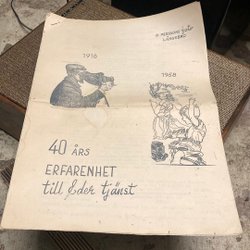 1918
1958
40 ÅRS
ERFARENHET
till Eder tjänst